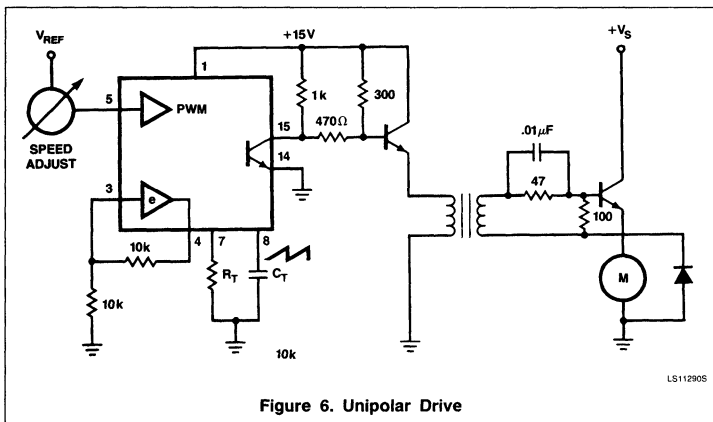 V_REF
+15V
+V_S
1
5
PWM
1k
300
15
470Ω
.01μF
SPEED
ADJUST
14
47
3
e
100
4
7
8
10k
R_T
C_T
M
10k
10k
LS11290S
Figure 6. Unipolar Drive